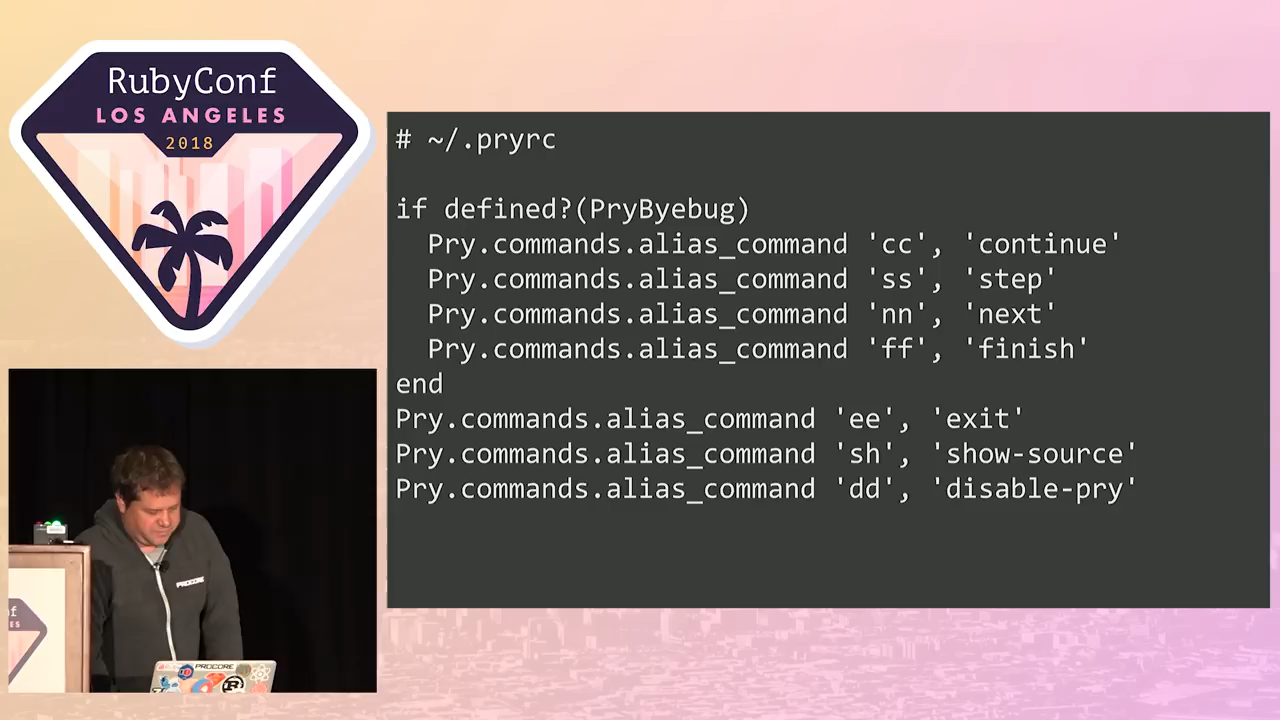 RubyConf
LOS ANGELES
2018
# ~/.pryrc
if defined?(PryByebug)
  Pry.commands.alias_command 'cc', 'continue'
  Pry.commands.alias_command 'ss', 'step'
  Pry.commands.alias_command 'nn', 'next'
  Pry.commands.alias_command 'ff', 'finish'
end
Pry.commands.alias_command 'ee', 'exit'
Pry.commands.alias_command 'sh', 'show-source'
Pry.commands.alias_command 'dd', 'disable-pry'
PROCORE
PROCORE